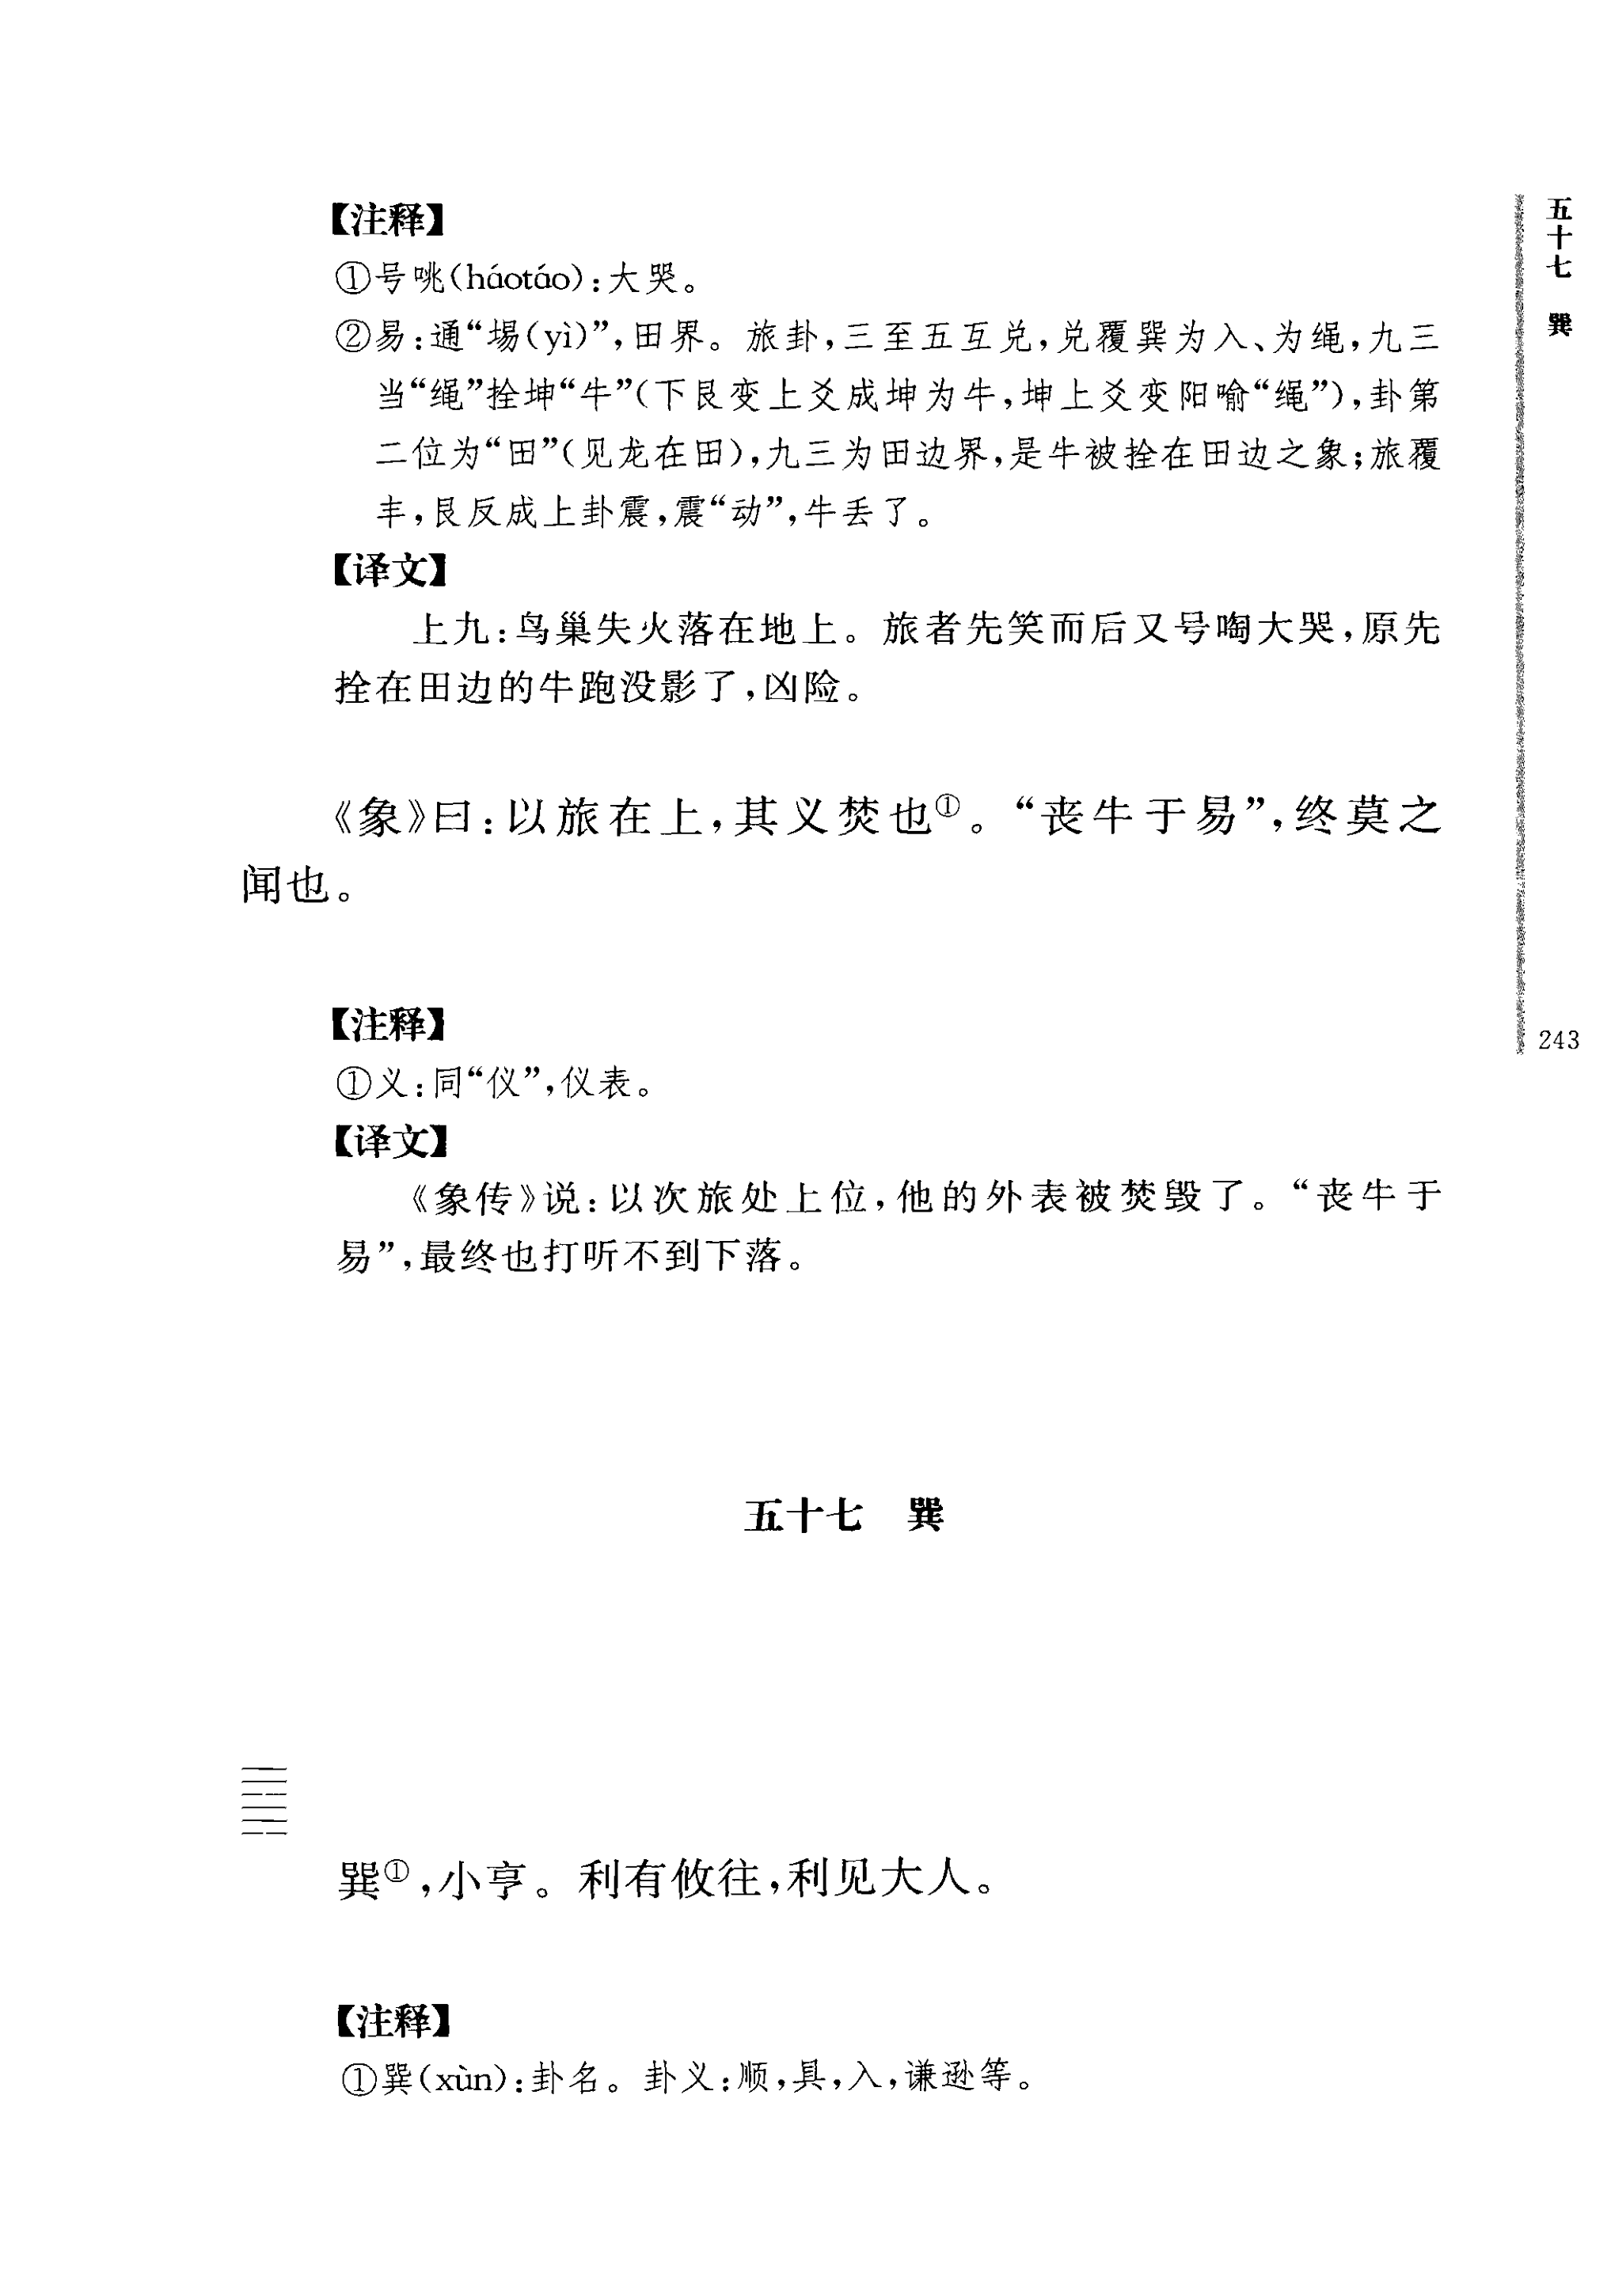 【注释】
①号咷(háotáo):大哭。
②易:通“埸(yì)”,田界。旅卦,三至五互兑,兑覆巽为入、为绳,九三
当“绳”拴坤“牛”(下艮变上爻成坤为牛,坤上爻变阳喻“绳”),卦第
二位为“田”(见龙在田),九三为田边界,是牛被拴在田边之象;旅覆
丰,艮反成上卦震,震“动”,牛丢了。
【译文】
上九:鸟巢失火落在地上。旅者先笑而后又号啕大哭,原先
拴在田边的牛跑没影了,凶险。
《象》曰:以旅在上,其义焚也①。“丧牛于易”,终莫之
闻也。
【注释】
①义:同“仪”,仪表。
【译文】
《象传》说:以次旅处上位,他的外表被焚毁了。“丧牛于
易”,最终也打听不到下落。
五十七 巽
巽①,小亨。利有攸往,利见大人。
【注释】
①巽(xùn):卦名。卦义:顺,具,入,谦逊等。
五十七 巽
243